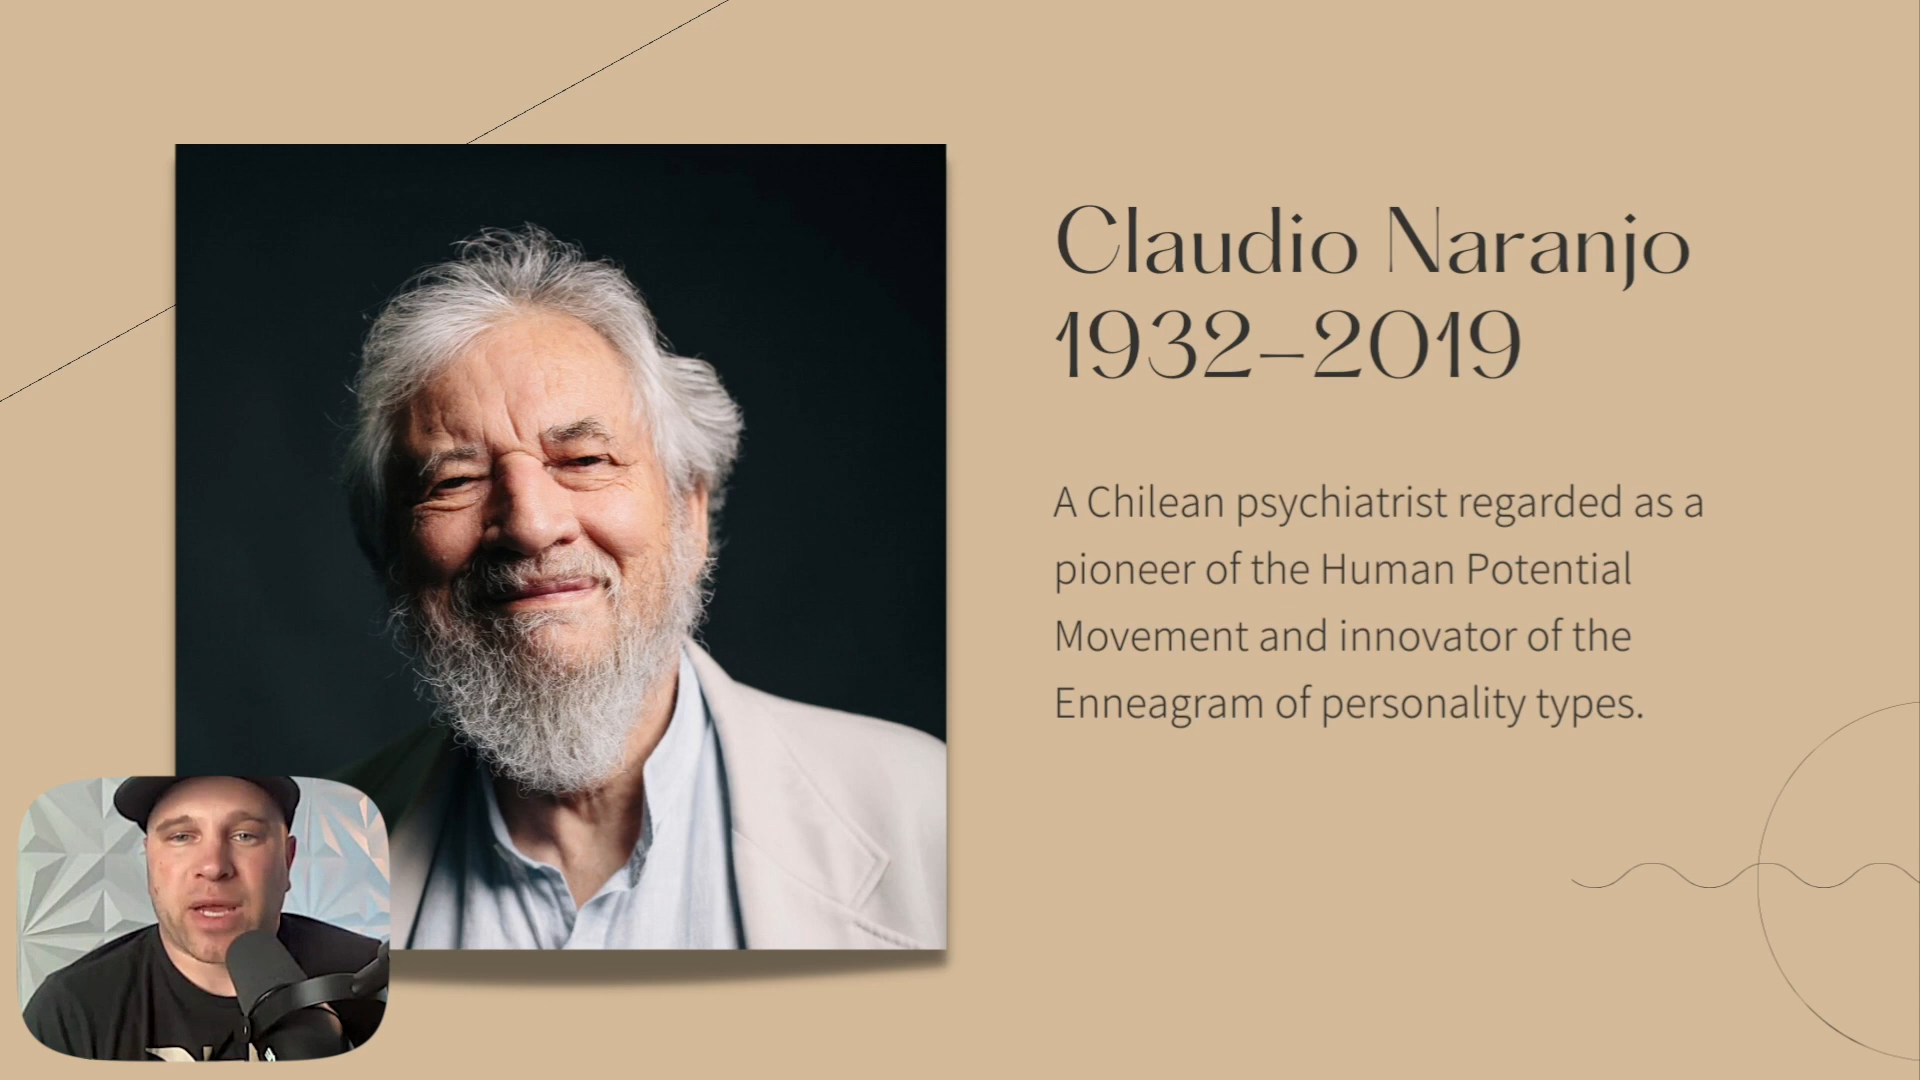 Claudio Naranjo
1932–2019
A Chilean psychiatrist regarded as a
pioneer of the Human Potential
Movement and innovator of the
Enneagram of personality types.